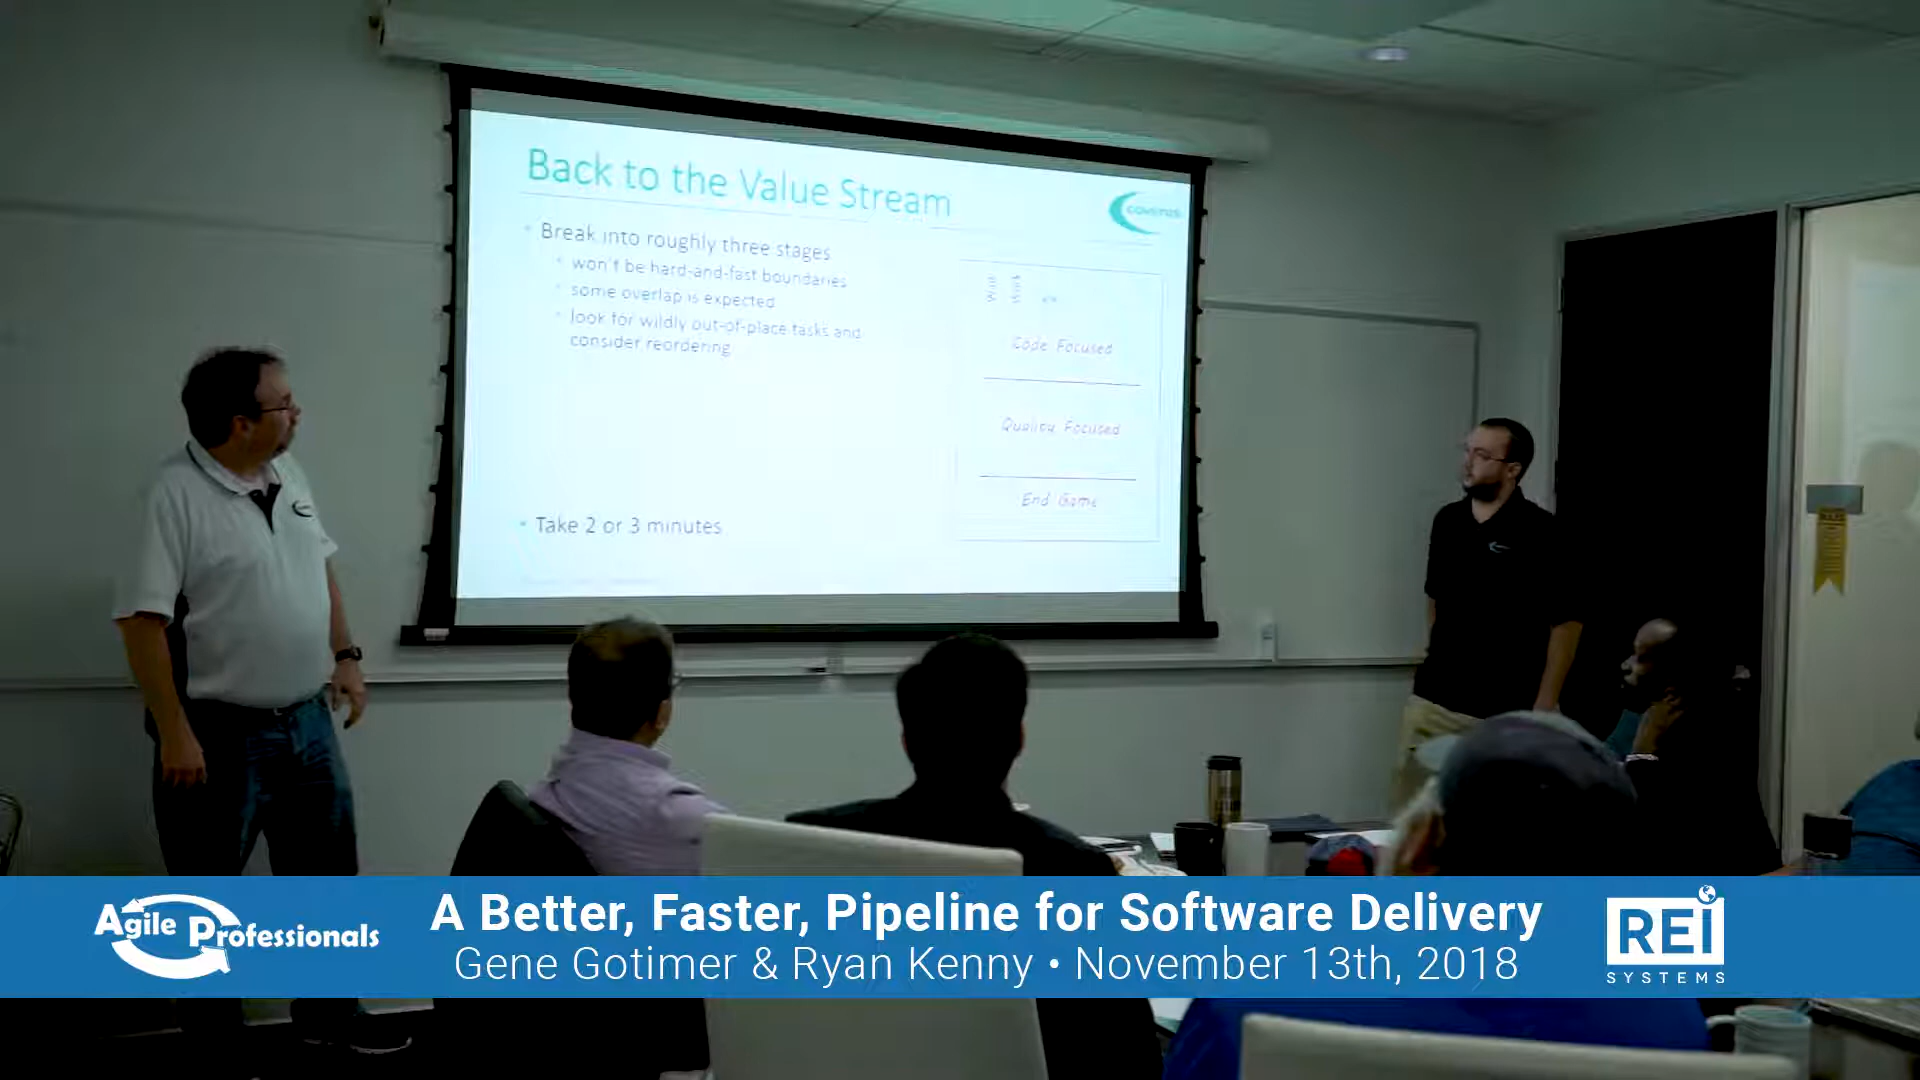 Back to the Value Stream
COVEROS
Break into roughly three stages
won't be hard-and-fast boundaries
some overlap is expected
look for wildly out-of-place tasks and
consider reordering
Take 2 or 3 minutes
Wait
Work
Code Focused
Quality Focused
End Game
Agile Professionals
A Better, Faster, Pipeline for Software Delivery
Gene Gotimer & Ryan Kenny • November 13th, 2018
REI
SYSTEMS